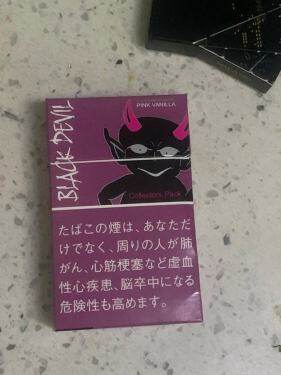 PINK VANILLA
BLACK DEVIL
Collectors Pack
たばこの煙は、あなただ
けでなく、周りの人が肺
がん、心筋梗塞など虚血
性心疾患、脳卒中になる
危険性も高めます。